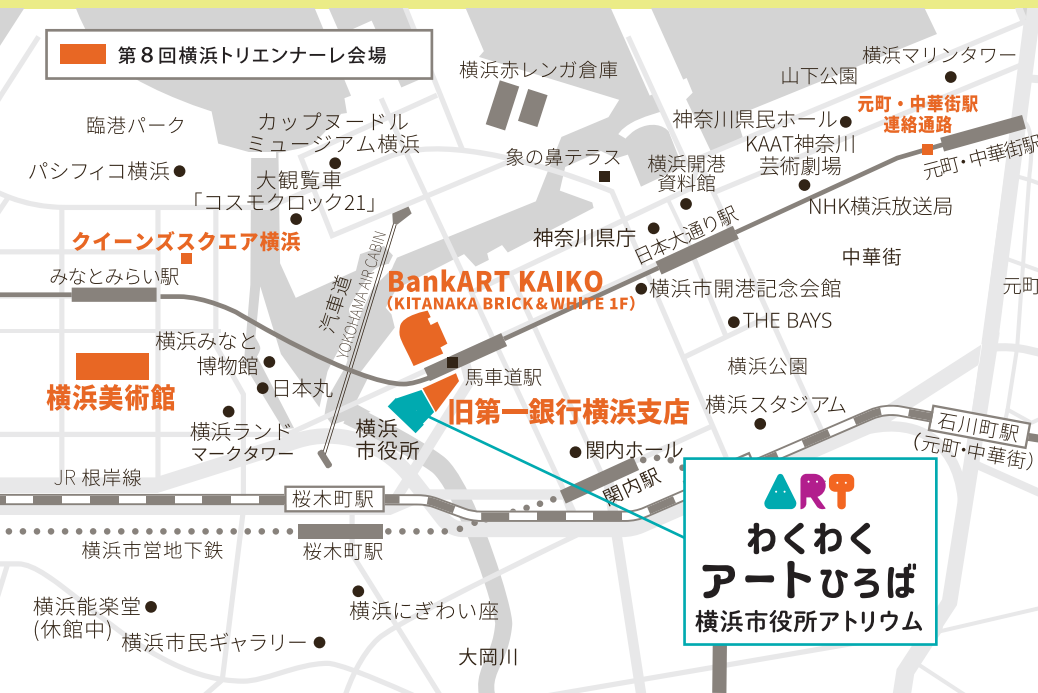 第８回横浜トリエンナーレ会場
横浜赤レンガ倉庫
横浜マリンタワー
山下公園
元町・中華街駅
連絡通路
神奈川県民ホール
臨港パーク
カップヌードル
ミュージアム横浜
KAAT神奈川
芸術劇場
元町・中華街駅
象の鼻テラス
横浜開港
資料館
パシフィコ横浜
大観覧車
「コスモクロック21」
NHK横浜放送局
クイーンズスクエア横浜
神奈川県庁
日本大通り駅
中華街
みなとみらい駅
汽車道
YOKOHAMA AIR CABIN
BankART KAIKO
(KITANAKA BRICK＆WHITE 1F)
横浜市開港記念会館
元町
THE BAYS
横浜みなと
博物館
日本丸
馬車道駅
横浜公園
横浜美術館
旧第一銀行横浜支店
横浜スタジアム
横浜ランド
マークタワー
横浜
市役所
石川町駅
(元町・中華街)
関内ホール
関内駅
JR 根岸線
桜木町駅
横浜市営地下鉄
桜木町駅
ART
わくわく
アートひろば
横浜市役所アトリウム
横浜能楽堂
(休館中)
横浜市民ギャラリー
横浜にぎわい座
大岡川